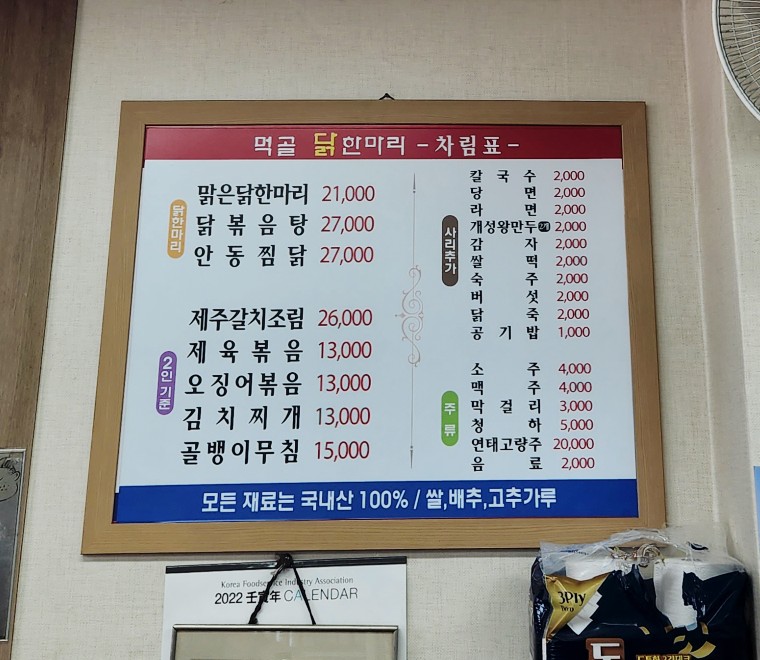 먹골 닭한마리 -차림표-
닭한마리
맑은닭한마리 21,000
닭볶음탕 27,000
안동찜닭 27,000
2인 기준
제주갈치조림 26,000
제육볶음 13,000
오징어볶음 13,000
김치찌개 13,000
골뱅이무침 15,000
사리추가
칼국수 2,000
당면 2,000
라면 2,000
개성왕만두 2,000
감자 2,000
쌀떡 2,000
숙주 2,000
버섯 2,000
닭죽 2,000
공기밥 1,000
주류
소주 4,000
맥주 4,000
막걸리 3,000
청하 5,000
연태고량주 20,000
음료 2,000
모든 재료는 국내산 100% / 쌀,배추,고추가루
Korea Foodservice Industry Association
2022 壬寅年 CALENDAR
3Ply